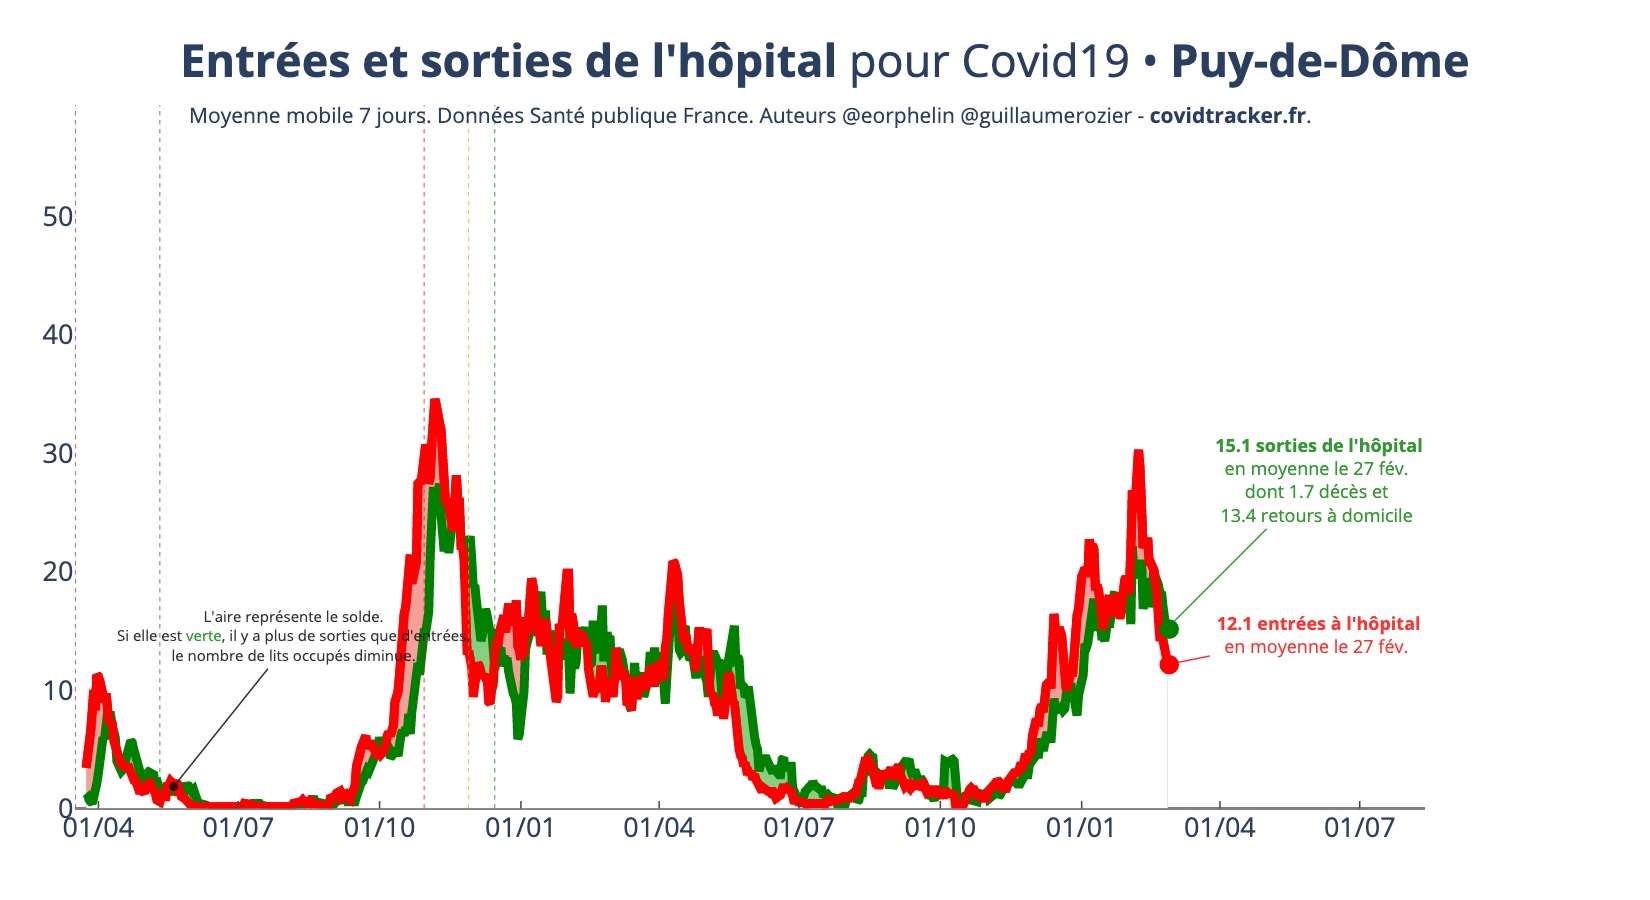 Entrées et sorties de l'hôpital pour Covid19 • Puy-de-Dôme
Moyenne mobile 7 jours. Données Santé publique France. Auteurs @eorphelin @guillaumerozier - covidtracker.fr.
50
40
30
20
10
0
15.1 sorties de l'hôpital
en moyenne le 27 fév.
dont 1.7 décès et
13.4 retours à domicile
12.1 entrées à l'hôpital
en moyenne le 27 fév.
L'aire représente le solde.
Si elle est verte, il y a plus de sorties que d'entrées,
le nombre de lits occupés diminue.
01/04 01/07 01/10 01/01 01/04 01/07 01/10 01/01 01/04 01/07